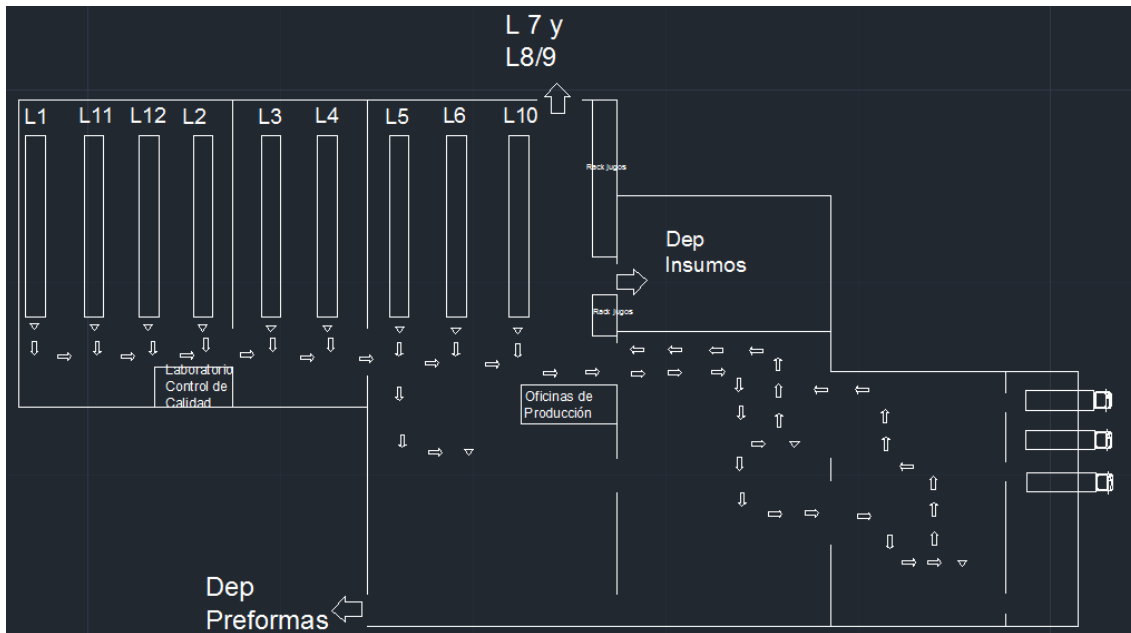 L 7 y
L8/9
L1
L11
L12
L2
L3
L4
L5
L6
L10
Rack jugos
Dep
Insumos
Rack jugos
Laboratorio
Control de
Calidad
Oficinas de
Producción
Dep
Preformas